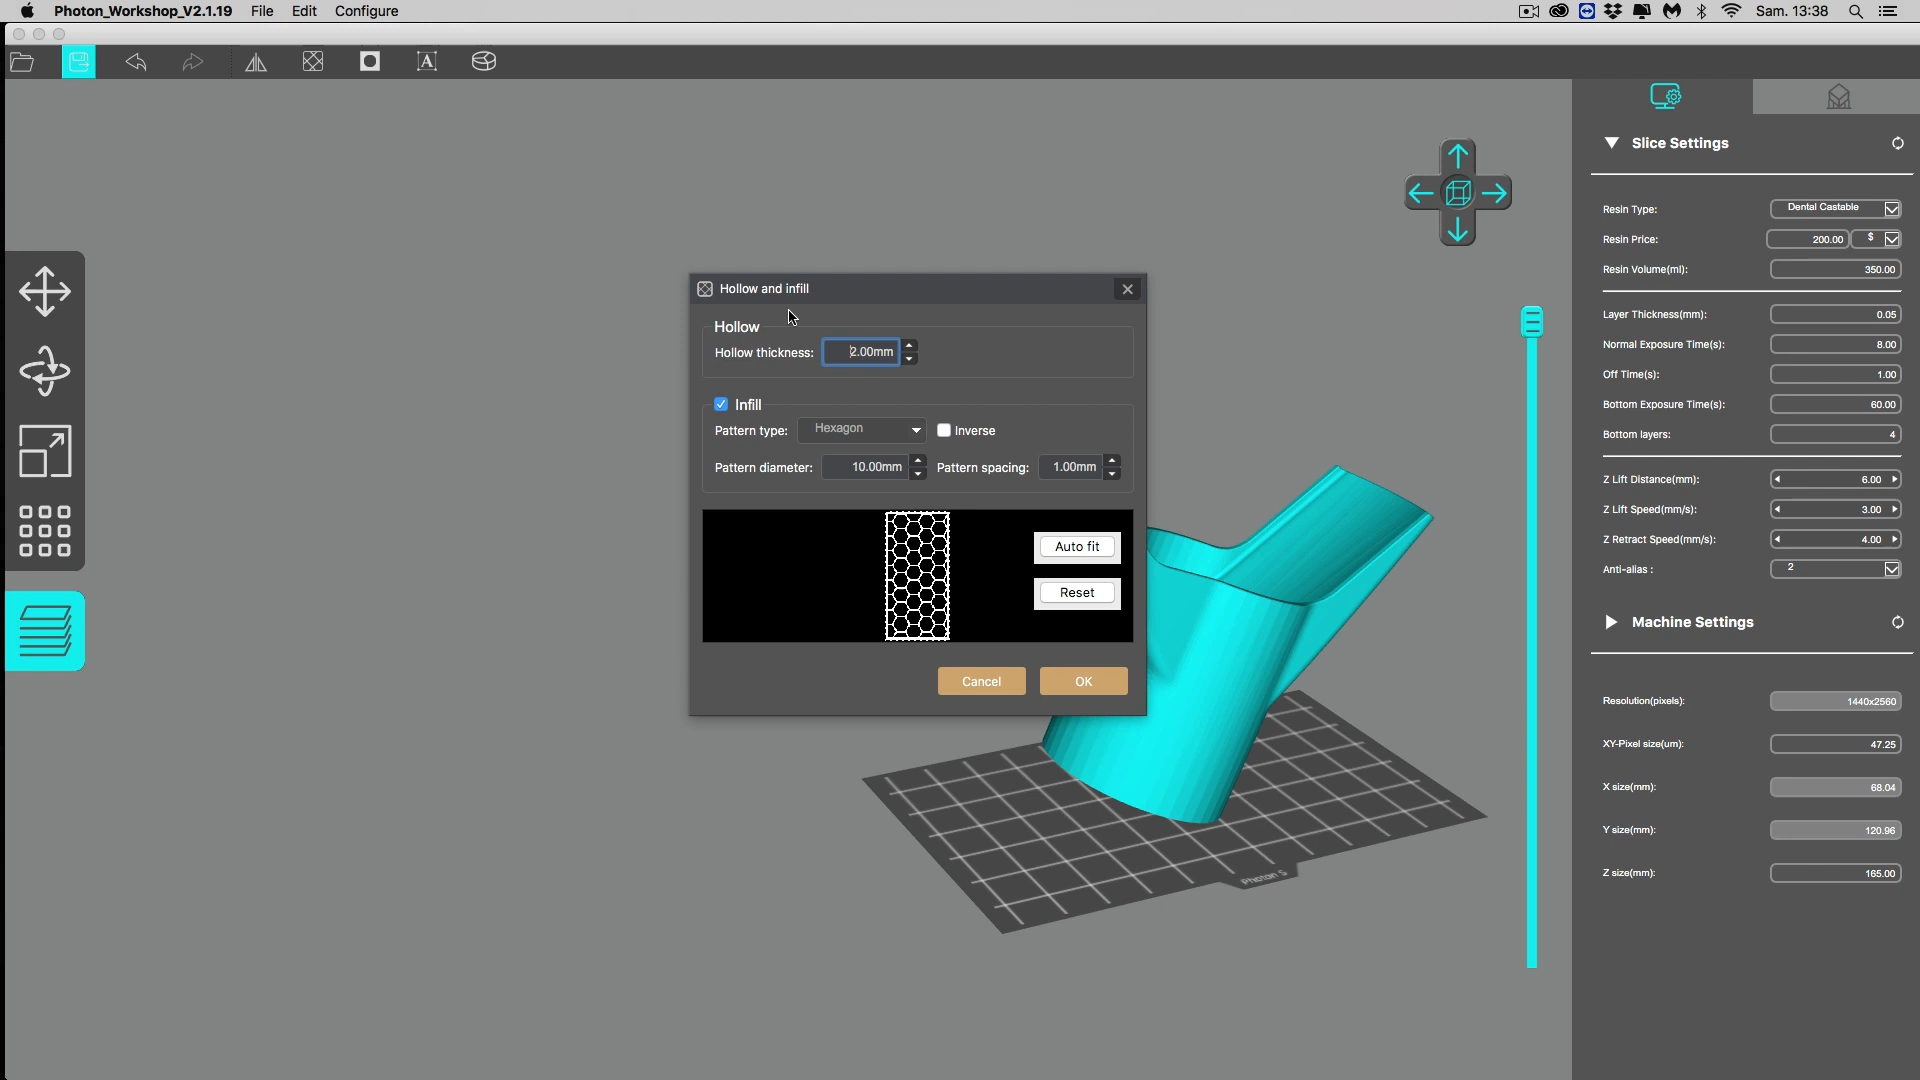 Photon_Workshop_V2.1.19 File Edit Configure Sam. 13:38
Hollow and infill
Hollow
Hollow thickness: 2.00mm
Infill
Pattern type: Hexagon Inverse
Pattern diameter: 10.00mm Pattern spacing: 1.00mm
Auto fit
Reset
Cancel OK
Photon S
Slice Settings
Resin Type: Dental Castable
Resin Price: 200.00 $
Resin Volume(ml): 350.00
Layer Thickness(mm): 0.05
Normal Exposure Time(s): 8.00
Off Time(s): 1.00
Bottom Exposure Time(s): 60.00
Bottom layers: 4
Z Lift Distance(mm): 6.00
Z Lift Speed(mm/s): 3.00
Z Retract Speed(mm/s): 4.00
Anti-alias : 2
Machine Settings
Resolution(pixels): 1440x2560
XY-Pixel size(um): 47.25
X size(mm): 68.04
Y size(mm): 120.96
Z size(mm): 165.00